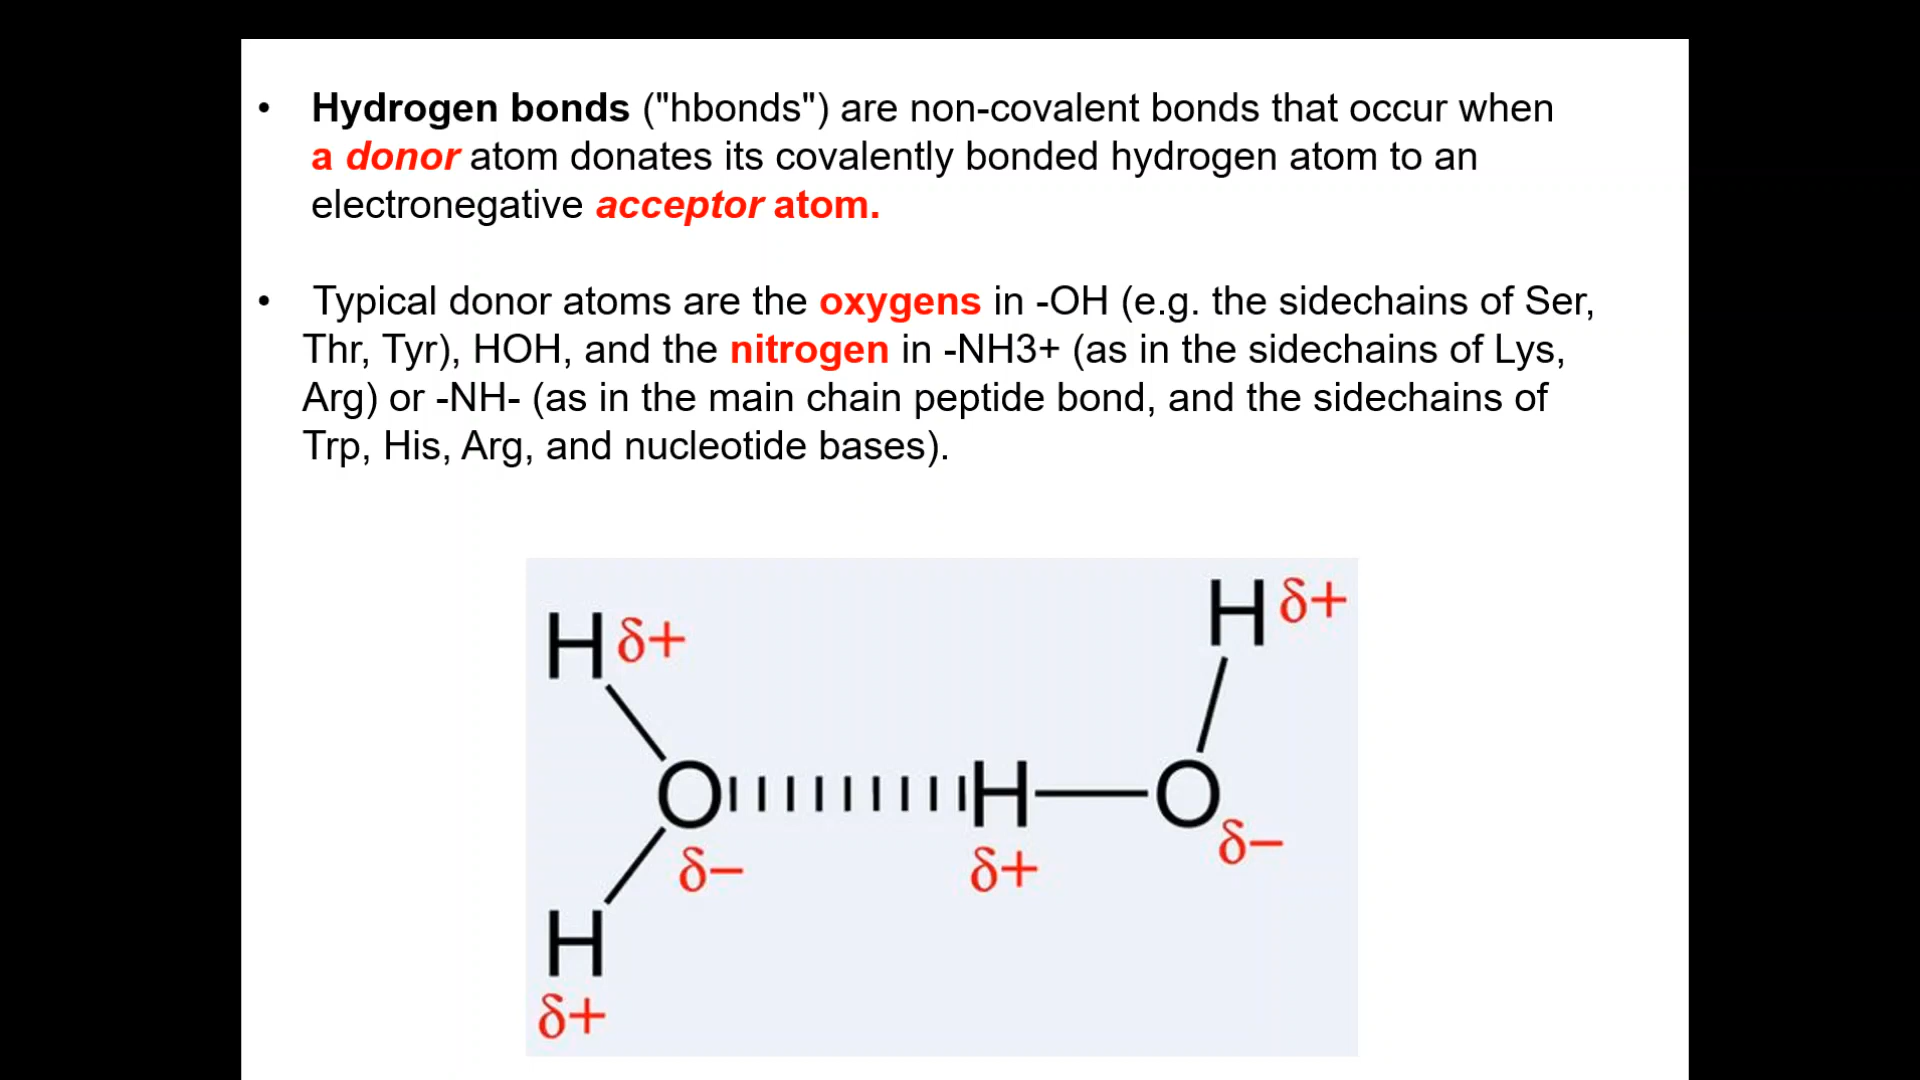 • Hydrogen bonds ("hbonds") are non-covalent bonds that occur when
a donor atom donates its covalently bonded hydrogen atom to an
electronegative acceptor atom.
• Typical donor atoms are the oxygens in -OH (e.g. the sidechains of Ser,
Thr, Tyr), HOH, and the nitrogen in -NH3+ (as in the sidechains of Lys,
Arg) or -NH- (as in the main chain peptide bond, and the sidechains of
Trp, His, Arg, and nucleotide bases).
H δ+
H δ+
O H O
δ− δ+ δ−
H
δ+